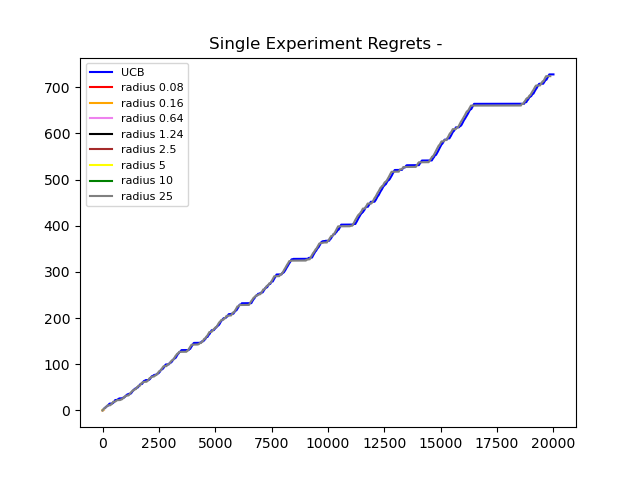 Single Experiment Regrets -
UCB
radius 0.08
radius 0.16
radius 0.64
radius 1.24
radius 2.5
radius 5
radius 10
radius 25
700
600
500
400
300
200
100
0
0 2500 5000 7500 10000 12500 15000 17500 20000